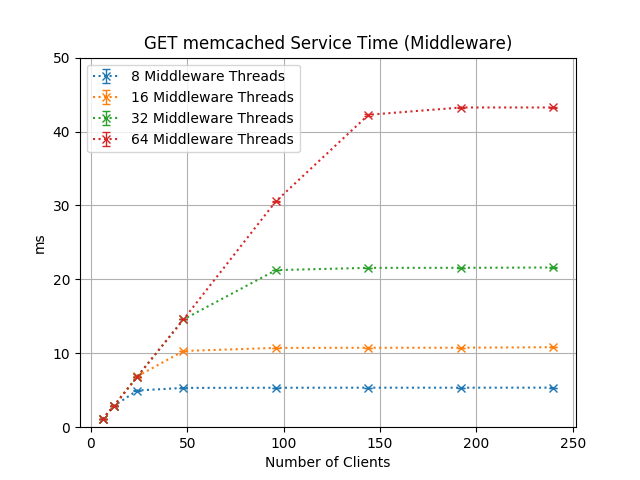 GET memcached Service Time (Middleware)
50
40
30
20
10
0
ms
8 Middleware Threads
16 Middleware Threads
32 Middleware Threads
64 Middleware Threads
0
50
100
150
200
250
Number of Clients